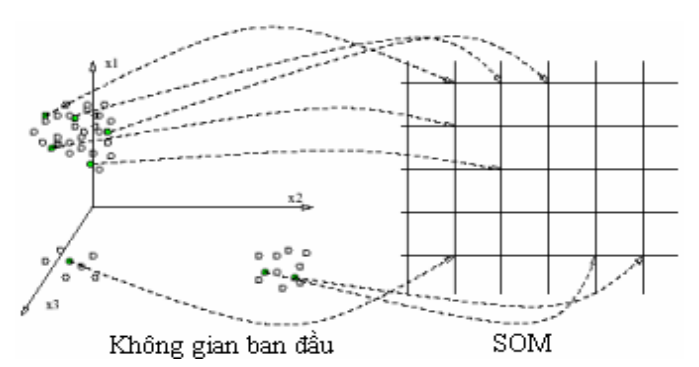 x1
x2
x3
Không gian ban đầu
SOM